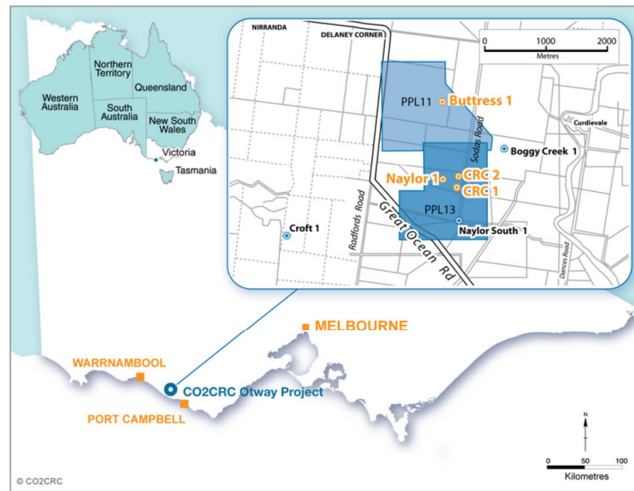 NIRRANDA
DELANEY CORNER
0 1000 2000
Metres
Northern
Territory
Western
Australia
Queensland
South
Australia
New South
Wales
Victoria
Tasmania
PPL11
Buttress 1
Curdievale
Sodas Road
Boggy Creek 1
Naylor 1
CRC 2
CRC 1
Radfords Road
Great Ocean Rd
PPL13
Croft 1
Naylor South 1
Dances Road
MELBOURNE
WARRNAMBOOL
CO2CRC Otway Project
PORT CAMPBELL
N
0 50 100
Kilometres
© CO2CRC